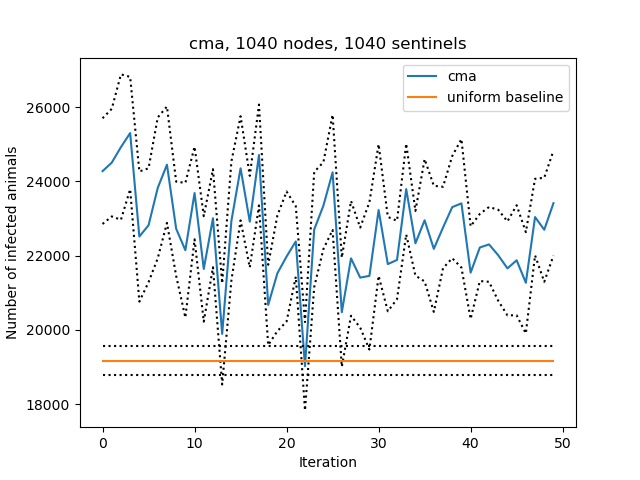 cma, 1040 nodes, 1040 sentinels
cma
uniform baseline
Number of infected animals
26000
24000
22000
20000
18000
0 10 20 30 40 50
Iteration